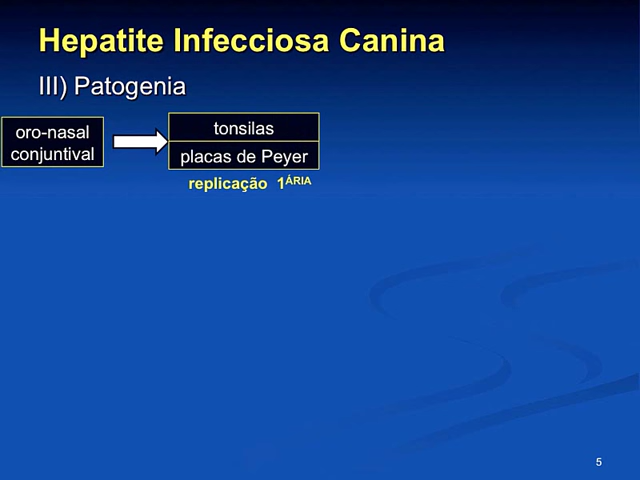 Hepatite Infecciosa Canina
III) Patogenia
oro-nasal
conjuntival
tonsilas
placas de Peyer
replicação 1ÁRIA
5